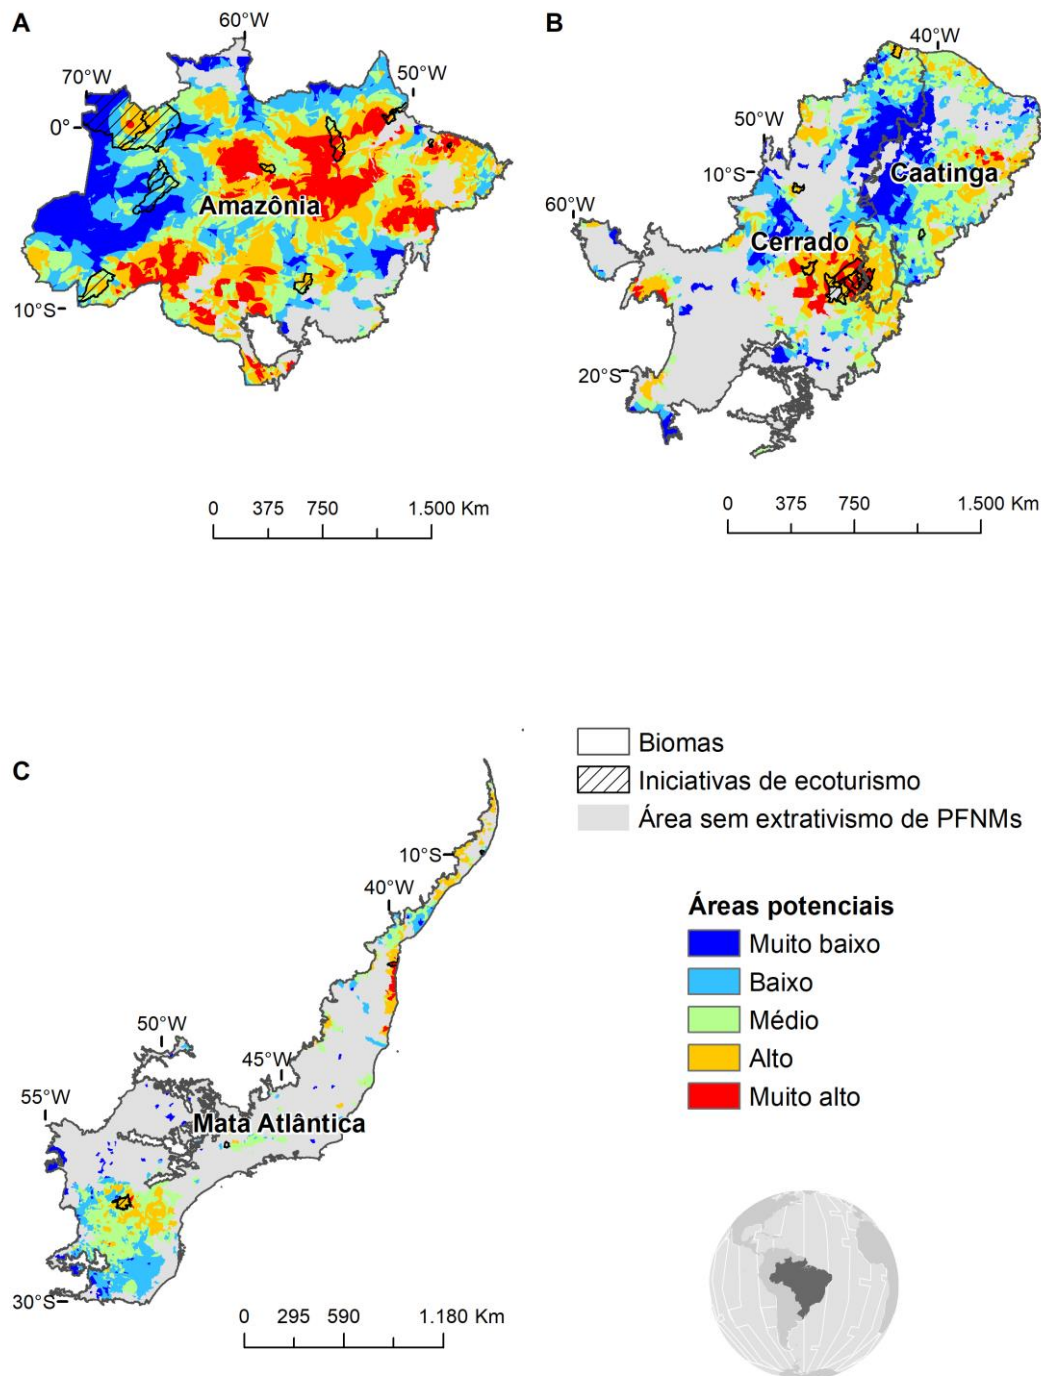 A
60°W
70°W
50°W
0°
Amazônia
10°S
0 375 750 1.500 Km
B
40°W
50°W
10°S
Caatinga
60°W
Cerrado
20°S
0 375 750 1.500 Km
C
10°S
40°W
50°W
45°W
55°W
Mata Atlântica
30°S
0 295 590 1.180 Km
Biomas
Iniciativas de ecoturismo
Área sem extrativismo de PFNMs
Áreas potenciais
Muito baixo
Baixo
Médio
Alto
Muito alto